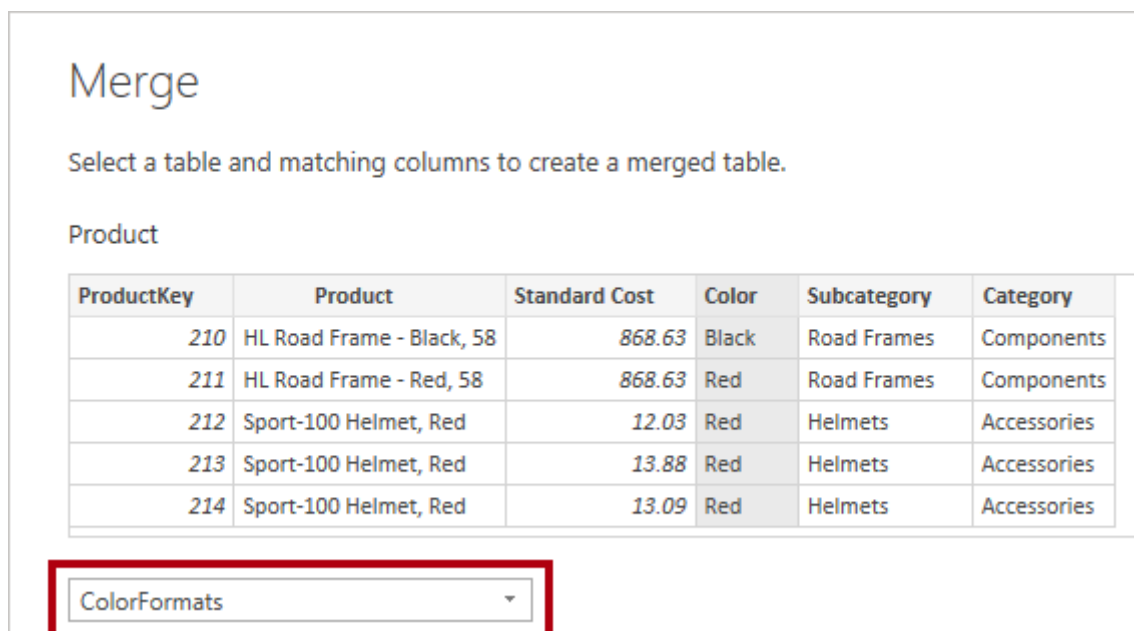 Merge
Select a table and matching columns to create a merged table.
Product
ProductKey Product Standard Cost Color Subcategory Category
210 HL Road Frame - Black, 58 868.63 Black Road Frames Components
211 HL Road Frame - Red, 58 868.63 Red Road Frames Components
212 Sport-100 Helmet, Red 12.03 Red Helmets Accessories
213 Sport-100 Helmet, Red 13.88 Red Helmets Accessories
214 Sport-100 Helmet, Red 13.09 Red Helmets Accessories
ColorFormats